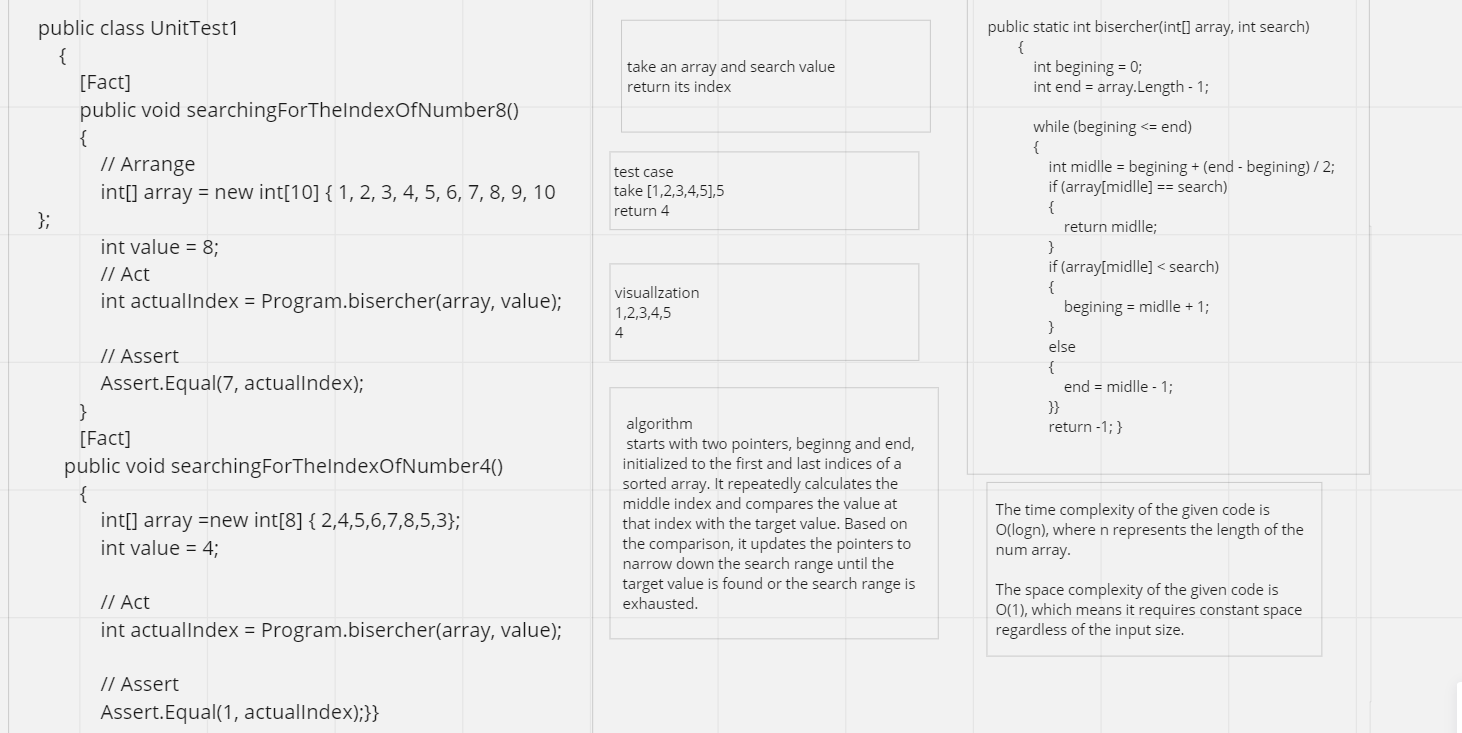 public class UnitTest1
{
[Fact]
public void searchingForTheIndexOfNumber8()
{
// Arrange
int[] array = new int[10] { 1, 2, 3, 4, 5, 6, 7, 8, 9, 10
};
int value = 8;
// Act
int actualIndex = Program.bisercher(array, value);
// Assert
Assert.Equal(7, actualIndex);
}
[Fact]
public void searchingForTheIndexOfNumber4()
{
int[] array =new int[8] { 2,4,5,6,7,8,5,3};
int value = 4;
// Act
int actualIndex = Program.bisercher(array, value);
// Assert
Assert.Equal(1, actualIndex);}}
take an array and search value
return its index
test case
take [1,2,3,4,5],5
return 4
visuallzation
1,2,3,4,5
4
algorithm
starts with two pointers, beginng and end,
initialized to the first and last indices of a
sorted array. It repeatedly calculates the
middle index and compares the value at
that index with the target value. Based on
the comparison, it updates the pointers to
narrow down the search range until the
target value is found or the search range is
exhausted.
public static int bisercher(int[] array, int search)
{
int begining = 0;
int end = array.Length - 1;
while (begining <= end)
{
int midlle = begining + (end - begining) / 2;
if (array[midlle] == search)
{
return midlle;
}
if (array[midlle] < search)
{
begining = midlle + 1;
}
else
{
end = midlle - 1;
}}
return -1; }
The time complexity of the given code is
O(logn), where n represents the length of the
num array.
The space complexity of the given code is
O(1), which means it requires constant space
regardless of the input size.